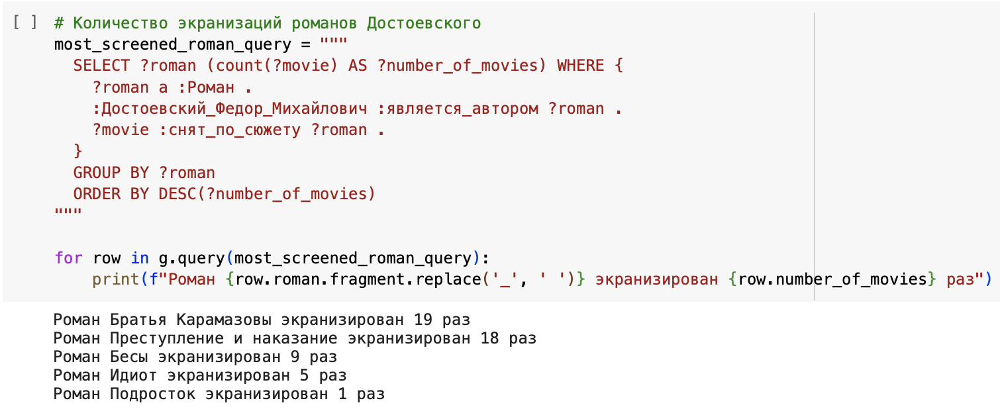 [ ] # Количество экранизаций романов Достоевского
most_screened_roman_query = """
  SELECT ?roman (count(?movie) AS ?number_of_movies) WHERE {
    ?roman a :Роман .
    :Достоевский_Федор_Михайлович :является_автором ?roman .
    ?movie :снят_по_сюжету ?roman .
  }
  GROUP BY ?roman
  ORDER BY DESC(?number_of_movies)
"""
for row in g.query(most_screened_roman_query):
    print(f"Роман {row.roman.fragment.replace('_', ' ')} экранизирован {row.number_of_movies} раз")
Роман Братья Карамазовы экранизирован 19 раз
Роман Преступление и наказание экранизирован 18 раз
Роман Бесы экранизирован 9 раз
Роман Идиот экранизирован 5 раз
Роман Подросток экранизирован 1 раз